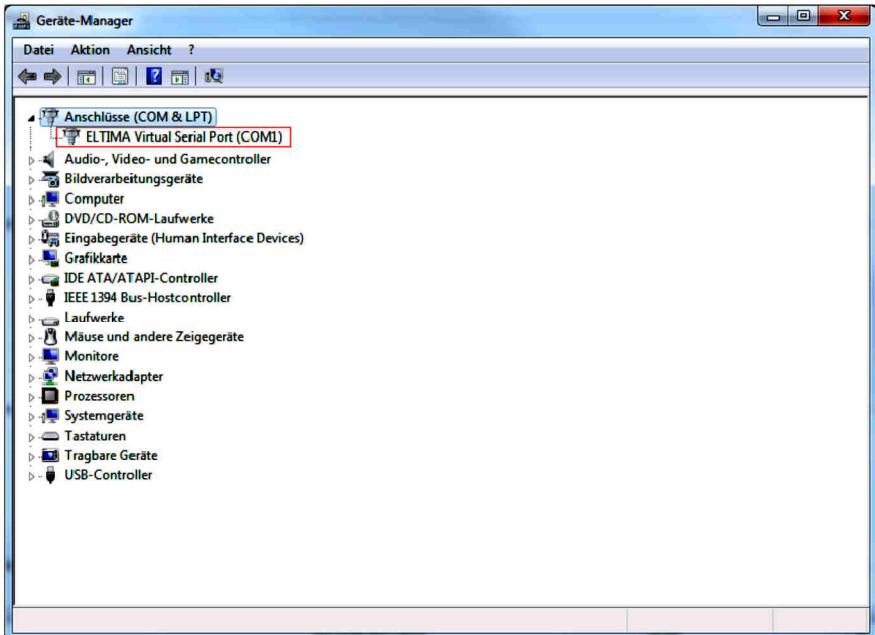 Geräte-Manager
Datei Aktion Ansicht ?
Anschlüsse (COM & LPT)
ELTIMA Virtual Serial Port (COM1)
Audio-, Video- und Gamecontroller
Bildverarbeitungsgeräte
Computer
DVD/CD-ROM-Laufwerke
Eingabegeräte (Human Interface Devices)
Grafikkarte
IDE ATA/ATAPI-Controller
IEEE 1394 Bus-Hostcontroller
Laufwerke
Mäuse und andere Zeigegeräte
Monitore
Netzwerkadapter
Prozessoren
Systemgeräte
Tastaturen
Tragbare Geräte
USB-Controller